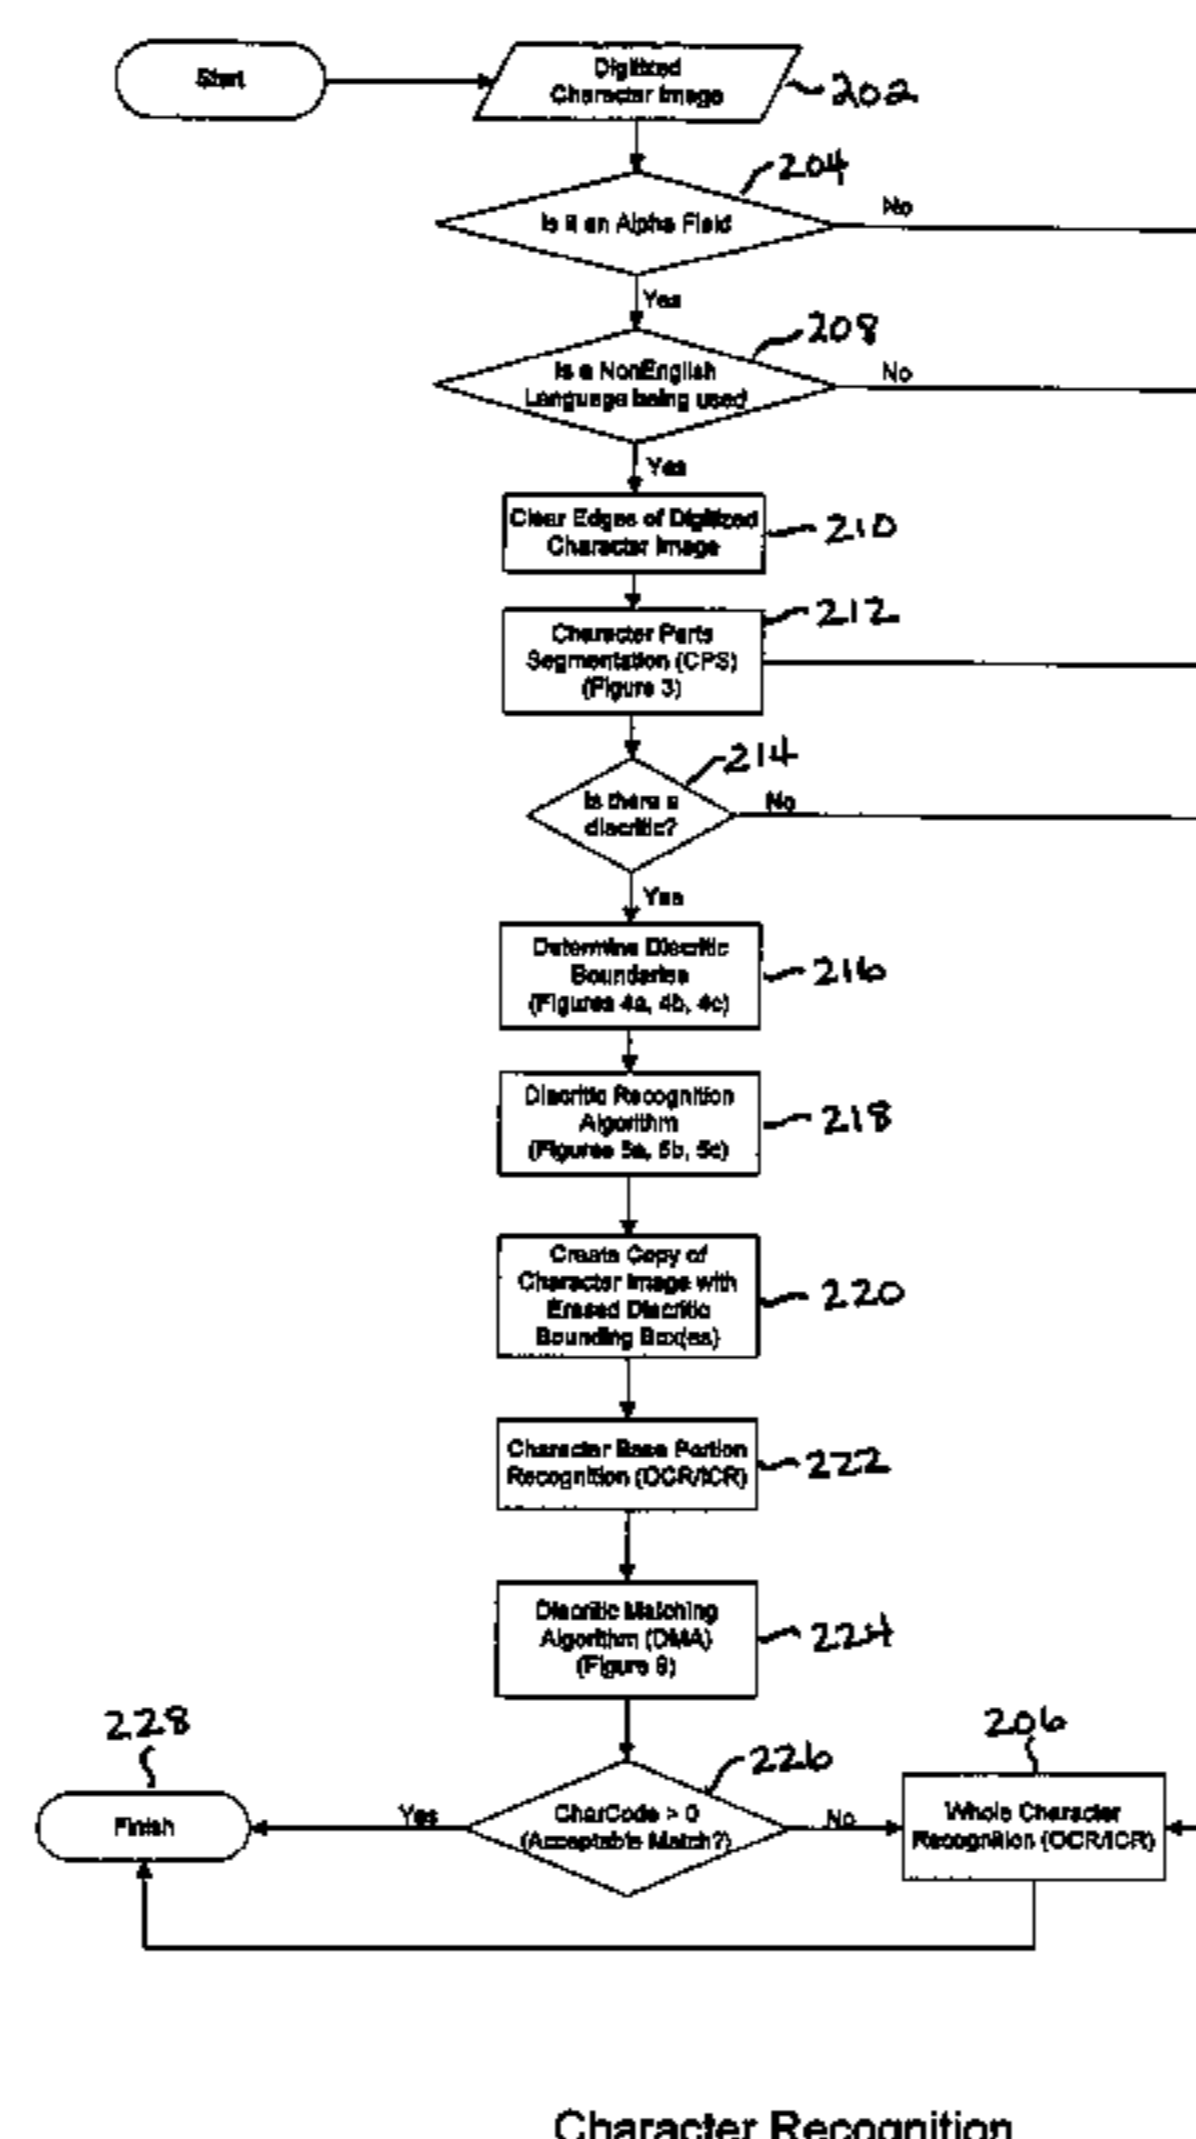 Start
Digitized
Character Image
202
204
Is it an Alpha Field
No
Yes
208
Is a NonEnglish
Language being used
No
Yes
Clear Edges of Digitized
Character Image
210
212
Character Parts
Segmentation (CPS)
(Figure 3)
214
Is there a
diacritic?
No
Yes
Determine Diacritic
Boundaries
(Figures 4a, 4b, 4c)
216
Diacritic Recognition
Algorithm
(Figures 5a, 5b, 5c)
218
Create Copy of
Character Image with
Erased Diacritic
Bounding Box(es)
220
Character Base Portion
Recognition (OCR/ICR)
222
Diacritic Matching
Algorithm (DMA)
(Figure 6)
224
228
226
206
Finish
Yes
CharCode > 0
(Acceptable Match?)
No
Whole Character
Recognition (OCR/ICR)
Character Recognition